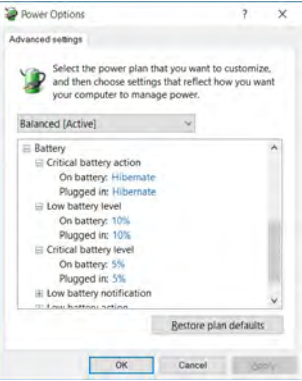 Power Options
?
Advanced settings
Select the power plan that you want to customize,
and then choose settings that reflect how you want
your computer to manage power.
Balanced [Active]
Battery
Critical battery action
On battery: Hibernate
Plugged in: Hibernate
Low battery level
On battery: 10%
Plugged in: 10%
Critical battery level
On battery: 5%
Plugged in: 5%
Low battery notification
Low battery action
Restore plan defaults
OK Cancel Apply